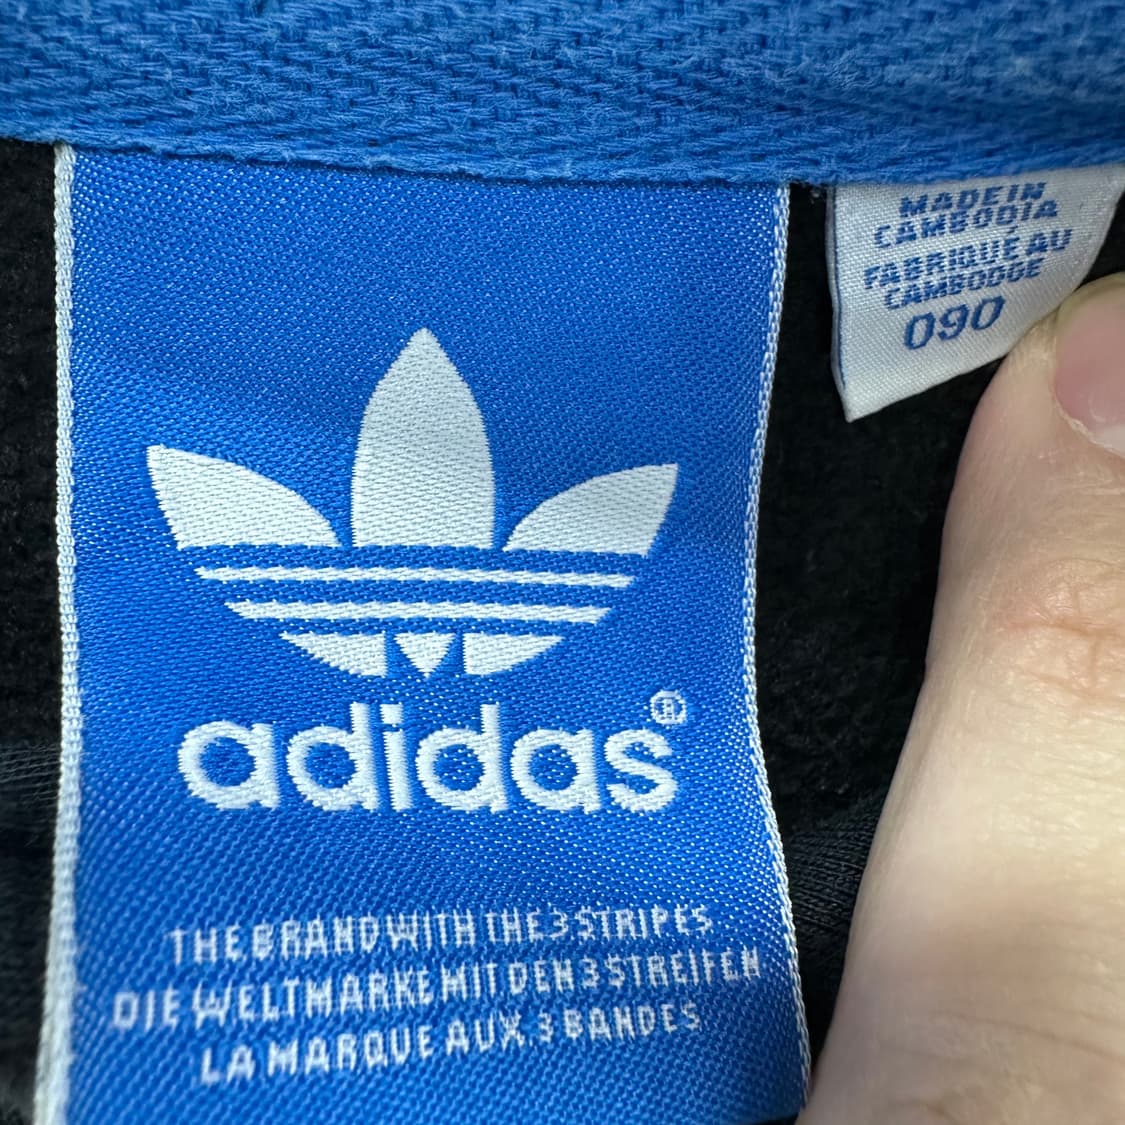 adidas®
THE BRAND WITH THE 3 STRIPES
DIE WELTMARKE MIT DEN 3 STREIFEN
LA MARQUE AUX 3 BANDES
MADE IN
CAMBODIA
FABRIQUÉ AU
CAMBODGE
090